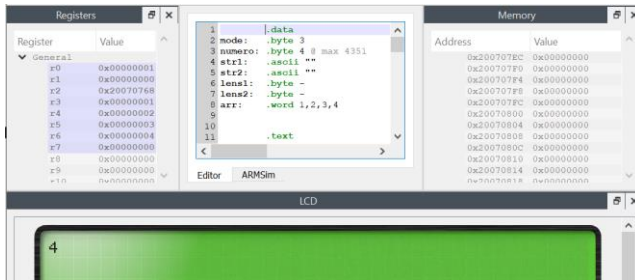 Registers
Register Value
General
r0 0x00000001
r1 0x00000000
r2 0x20070768
r3 0x00000001
r4 0x00000002
r5 0x00000003
r6 0x00000004
r7 0x00000000
r8 0x00000000
r9 0x00000000
r10 0x00000000
1 .data
2 mode: .byte 3
3 numero: .byte 4 @ max 4351
4 str1: .ascii ""
5 str2: .ascii ""
6 lens1: .byte -
7 lens2: .byte -
8 arr: .word 1,2,3,4
9
10
11 .text
Editor ARMSim
Memory
Address Value
0x200707EC 0x00000000
0x200707F0 0x00000000
0x200707F4 0x00000000
0x200707F8 0x00000000
0x200707FC 0x00000000
0x20070800 0x00000000
0x20070804 0x00000000
0x20070808 0x00000000
0x2007080C 0x00000000
0x20070810 0x00000000
0x20070814 0x00000000
0x20070818 0x00000000
LCD
4